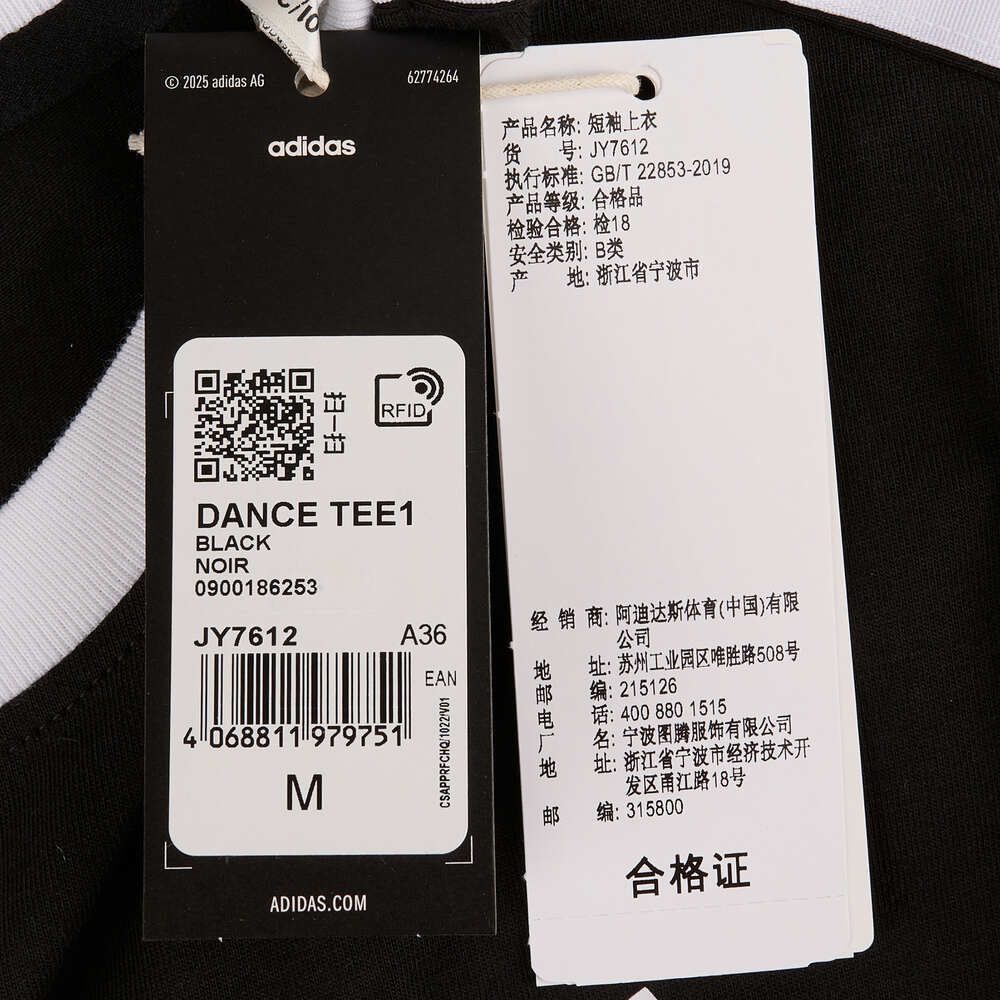 © 2025 adidas AG
62774264
adidas
扫一扫
RFID
DANCE TEE1
BLACK
NOIR
0900186253
JY7612
A36
EAN
4 068811 979751
CSAPPRFCHQ/1022/V01
M
ADIDAS.COM
产品名称: 短袖上衣
货 号: JY7612
执行标准: GB/T 22853-2019
产品等级: 合格品
检验合格: 检18
安全类别: B类
产 地: 浙江省宁波市
经 销 商: 阿迪达斯体育(中国)有限
公司
地 址: 苏州工业园区唯胜路508号
邮 编: 215126
电 话: 400 880 1515
厂 名: 宁波图腾服饰有限公司
地 址: 浙江省宁波市经济技术开
发区甬江路18号
邮 编: 315800
合格证